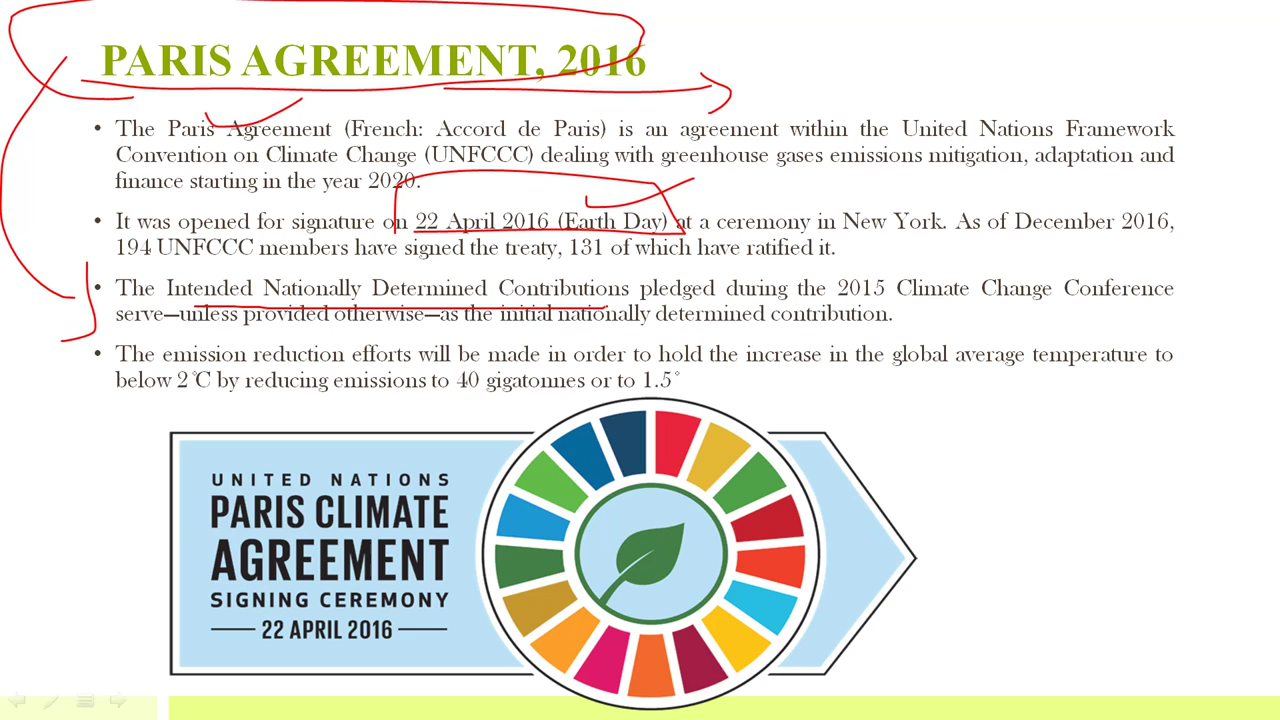 PARIS AGREEMENT, 2016
• The Paris Agreement (French: Accord de Paris) is an agreement within the United Nations Framework
Convention on Climate Change (UNFCCC) dealing with greenhouse gases emissions mitigation, adaptation and
finance starting in the year 2020.
• It was opened for signature on 22 April 2016 (Earth Day) at a ceremony in New York. As of December 2016,
194 UNFCCC members have signed the treaty, 131 of which have ratified it.
• The Intended Nationally Determined Contributions pledged during the 2015 Climate Change Conference
serve—unless provided otherwise—as the initial nationally determined contribution.
• The emission reduction efforts will be made in order to hold the increase in the global average temperature to
below 2°C by reducing emissions to 40 gigatonnes or to 1.5°
UNITED NATIONS
PARIS CLIMATE
AGREEMENT
SIGNING CEREMONY
22 APRIL 2016